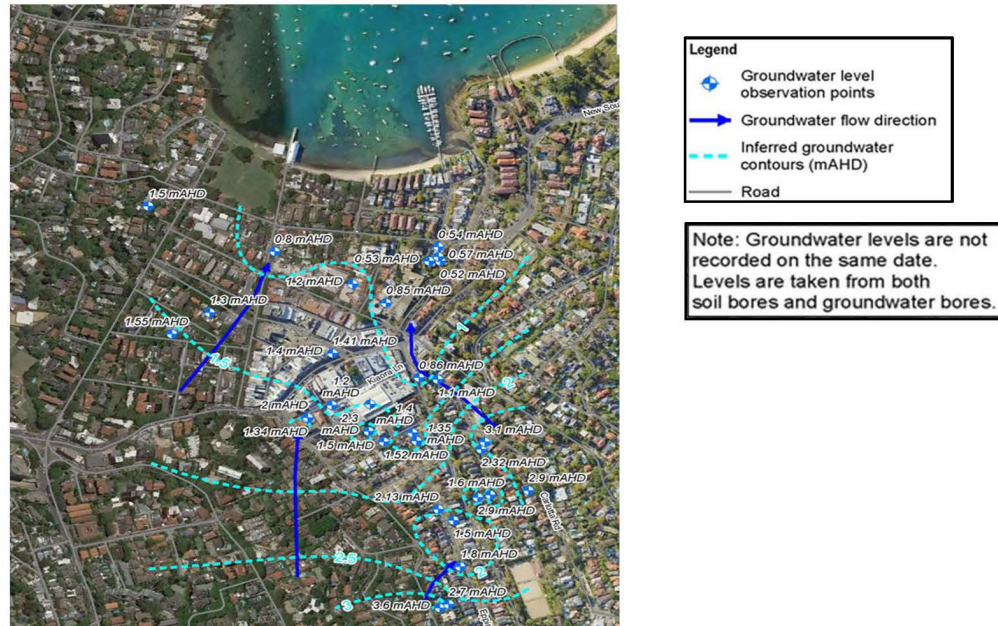 New Sou
1.5 mAHD
0.54 mAHD
0.8 mAHD
0.53 mAHD
0.57 mAHD
0.52 mAHD
1.2 mAHD
0.85 mAHD
1.3 mAHD
1.55 mAHD
1
1.41 mAHD
1.4 mAHD
1.5
Kiaora Ln
0.86 mAHD
1.2
mAHD
1.1 mAHD
2
2 mAHD
2.3
mAHD
1.4
mAHD
1.34 mAHD
1.35
mAHD
3.1 mAHD
1.5 mAHD
1.52 mAHD
2.32 mAHD
1.6 mAHD
2.9 mAHD
2.13 mAHD
2.9 mAHD
Carlotta Rd
1.5 mAHD
1.8 mAHD
2.5
2
2.7 mAHD
3
3.6 mAHD
Legend
Groundwater level
observation points
Groundwater flow direction
Inferred groundwater
contours (mAHD)
Road
Note: Groundwater levels are not
recorded on the same date.
Levels are taken from both
soil bores and groundwater bores.